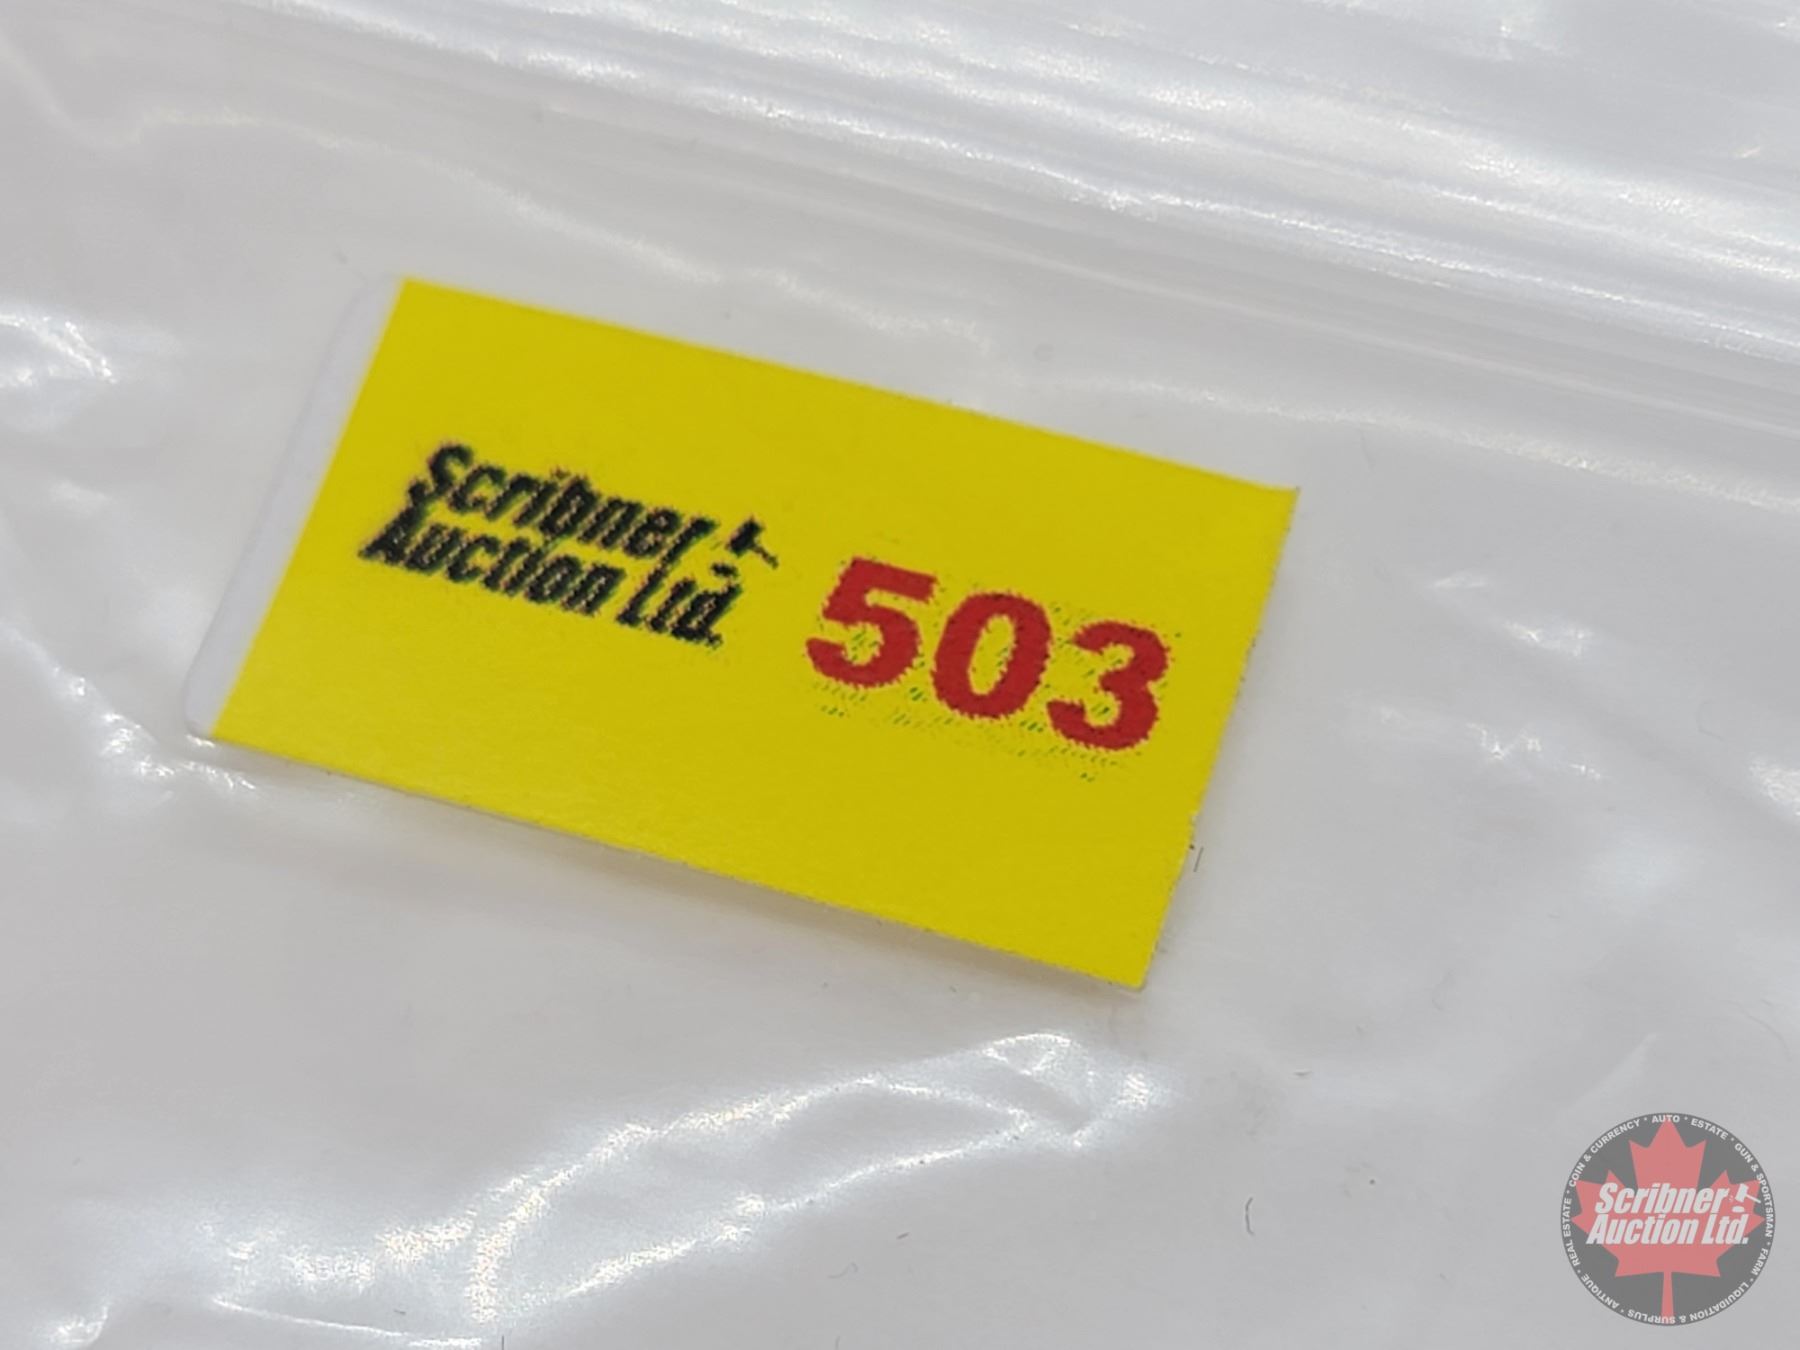 Scribner
Auction Ltd.
503
COIN & CURRENCY • AUTO • ESTATE • GUN & SPORTSMAN • FARM • LIQUIDATION & SURPLUS • ANTIQUE • REAL ESTATE •
Scribner
Auction Ltd.